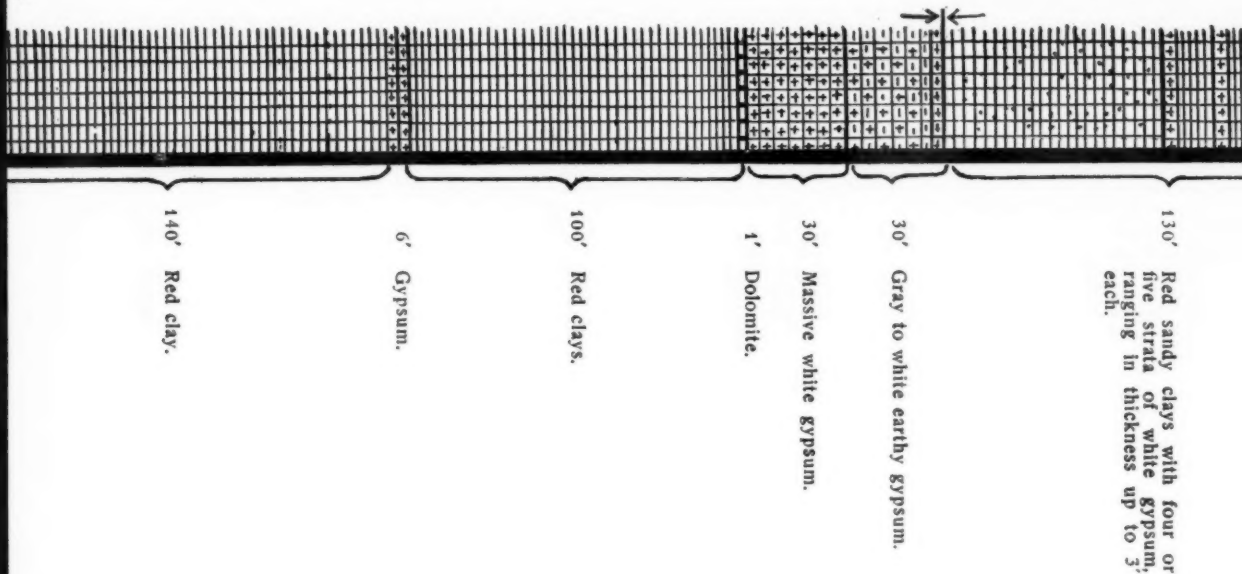 130' Red sandy clays with four or
five strata of white gypsum,
ranging in thickness up to 3'
each.
30' Gray to white earthy gypsum.
30' Massive white gypsum.
1' Dolomite.
100' Red clays.
6' Gypsum.
140' Red clay.